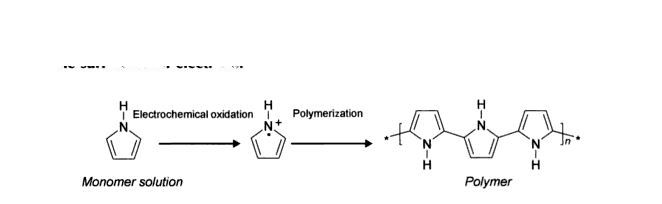 H
N
Electrochemical oxidation
H
N +
•
Polymerization
* [
N
H
H
N
N
H
]n *
Monomer solution
Polymer